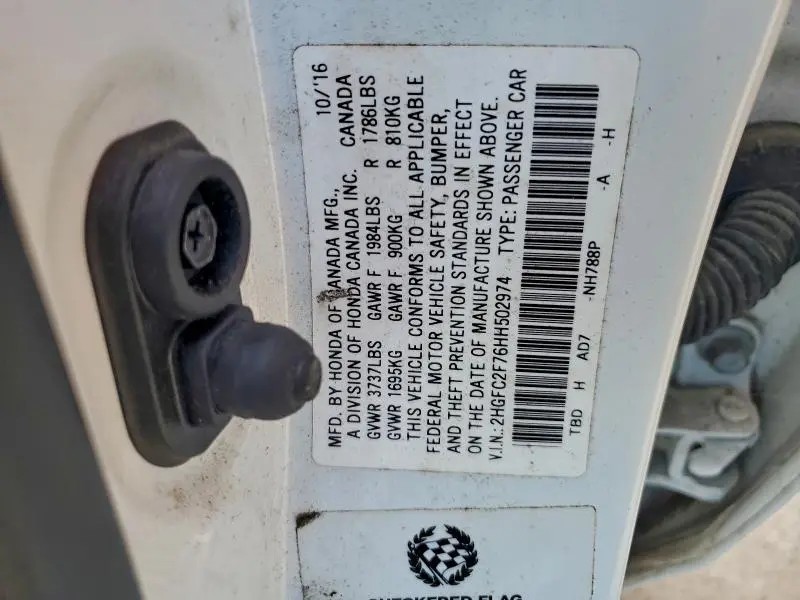 MFD. BY HONDA OF CANADA MFG., 10/'16
A DIVISION OF HONDA CANADA INC. CANADA
GVWR 3737LBS GAWR F 1984LBS R 1786LBS
GVWR 1695KG GAWR F 900KG R 810KG
THIS VEHICLE CONFORMS TO ALL APPLICABLE
FEDERAL MOTOR VEHICLE SAFETY, BUMPER,
AND THEFT PREVENTION STANDARDS IN EFFECT
ON THE DATE OF MANUFACTURE SHOWN ABOVE.
V.I.N.: 2HGFC2F76HH502974 TYPE: PASSENGER CAR
TBD H AD7 -NH788P -A -H
CHECKERED FLAG